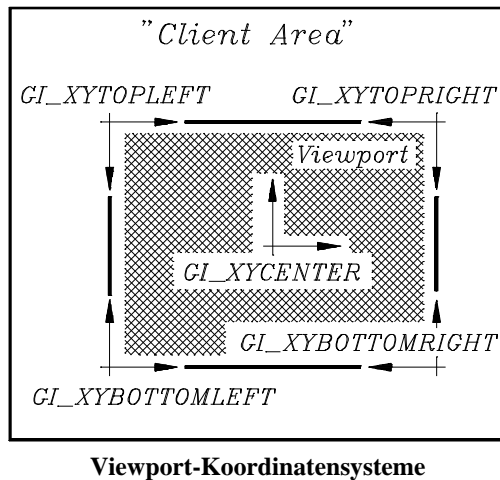 "Client Area"
GI_XYTOPLEFT
GI_XYTOPRIGHT
Viewport
GI_XYCENTER
GI_XYBOTTOMRIGHT
GI_XYBOTTOMLEFT
Viewport-Koordinatensysteme